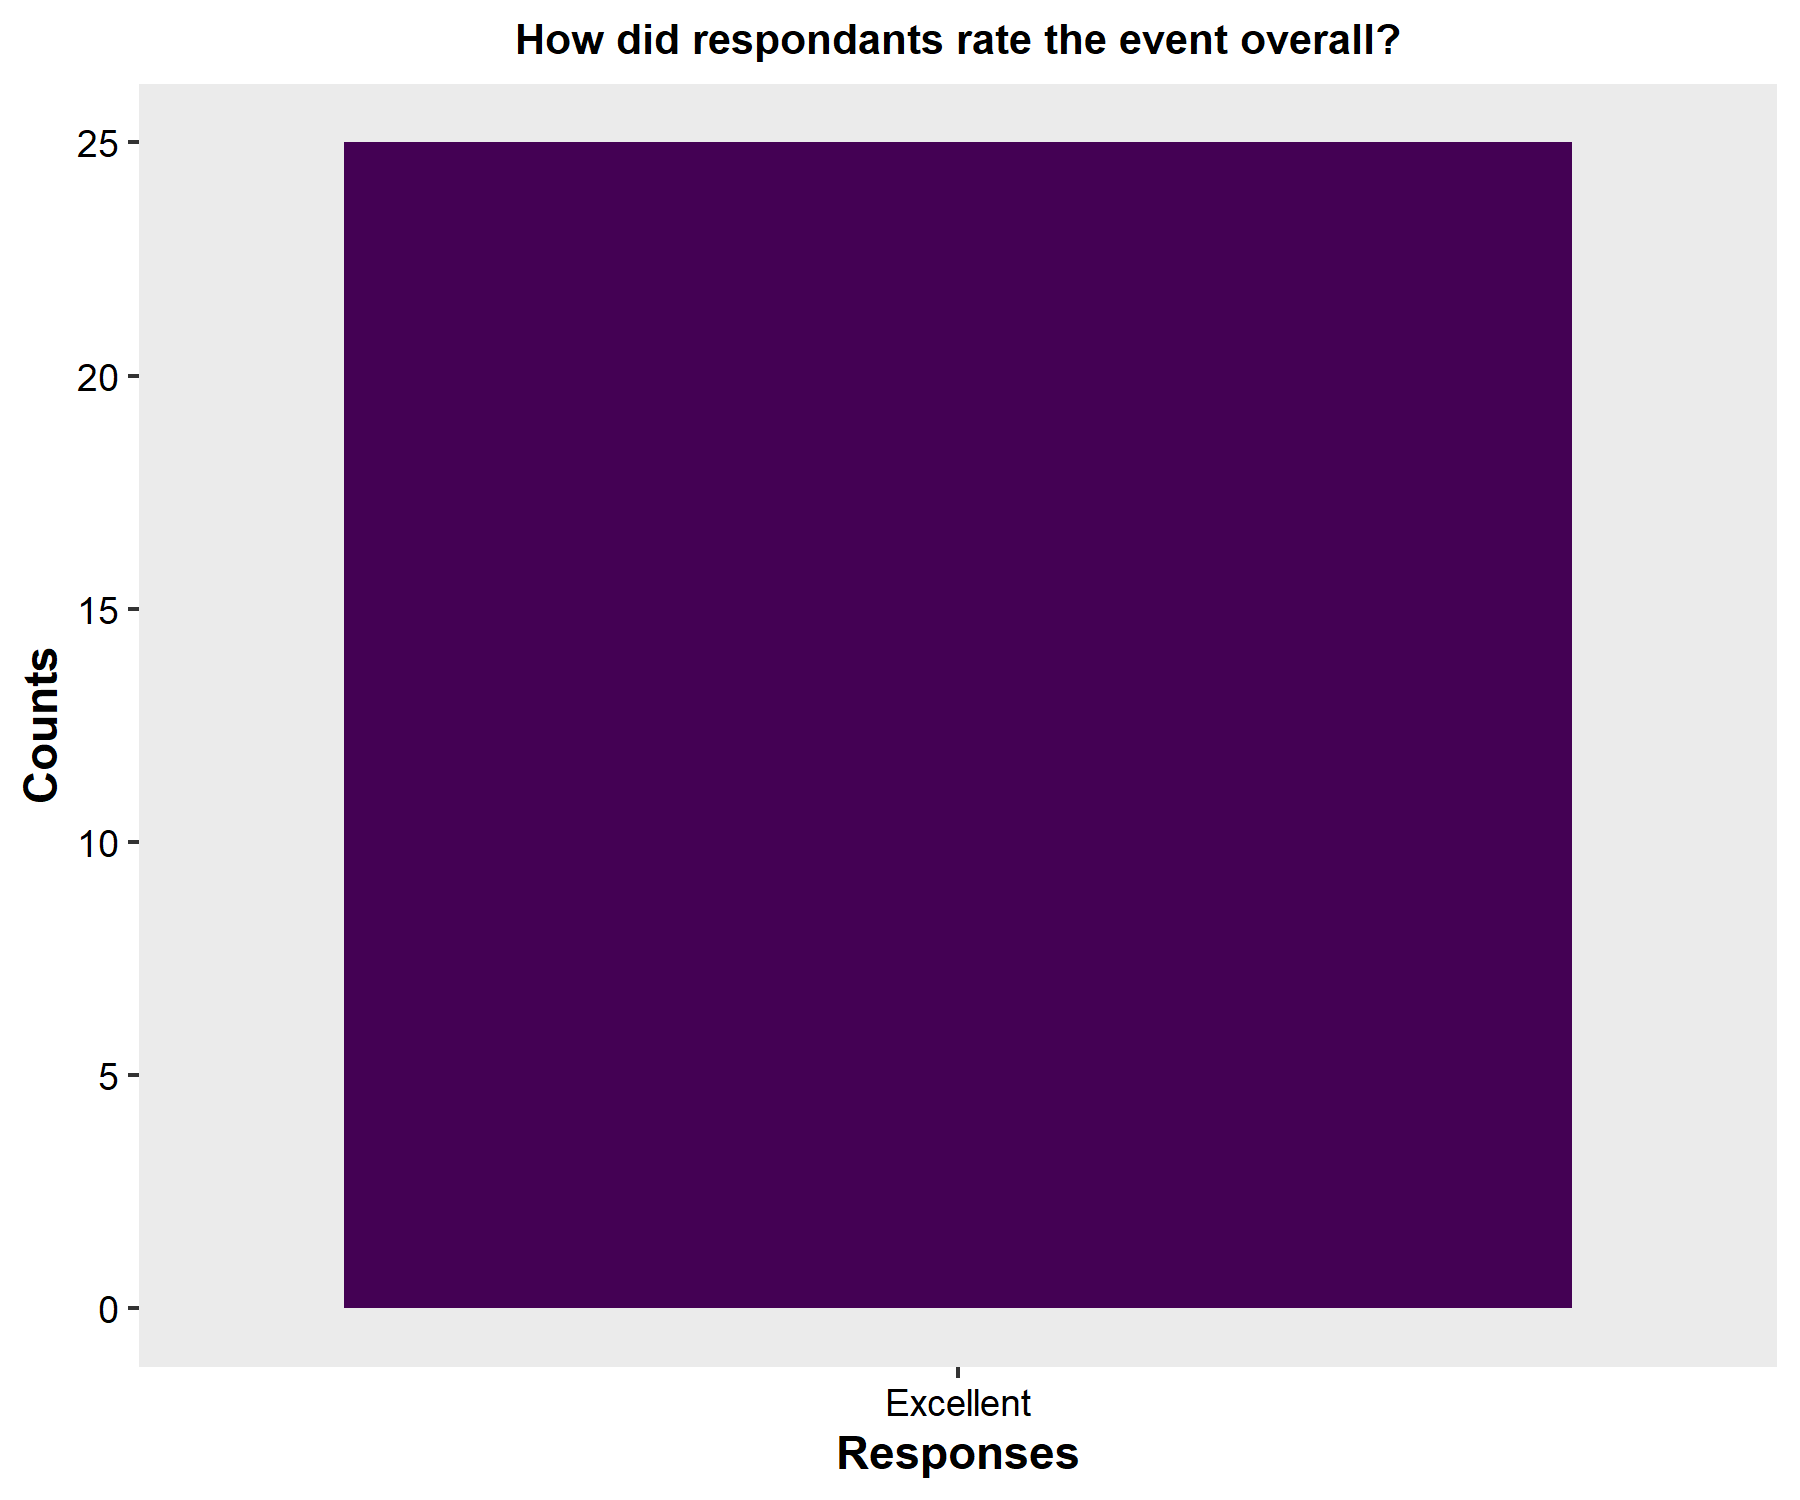 How did respondants rate the event overall?
25
20
15
10
5
0
Counts
Excellent
Responses